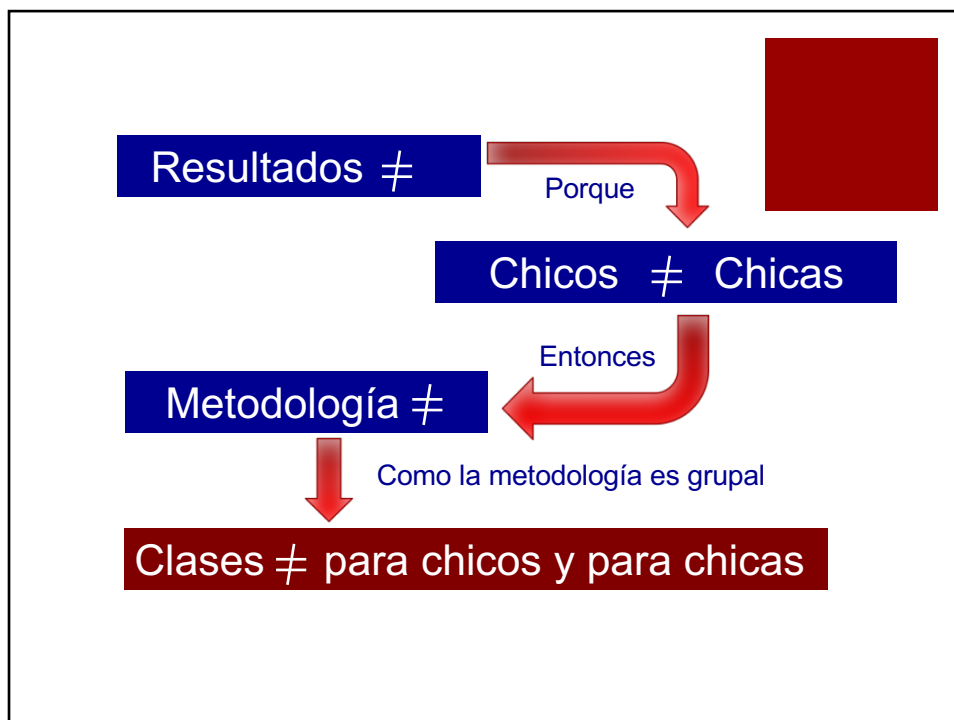 Resultados ≠
Porque
Chicos ≠ Chicas
Entonces
Metodología ≠
Como la metodología es grupal
Clases ≠ para chicos y para chicas